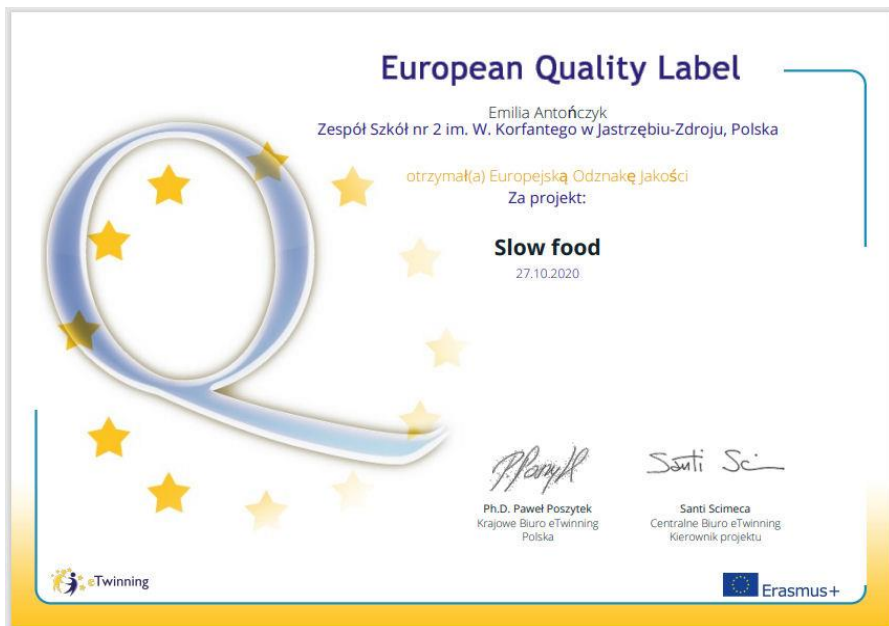 European Quality Label
Emilia Antończyk
Zespół Szkół nr 2 im. W. Korfantego w Jastrzębiu-Zdroju, Polska
otrzymał(a) Europejską Odznakę Jakości
Za projekt:
Slow food
27.10.2020
Santi Sci
Ph.D. Paweł Poszytek
Krajowe Biuro eTwinning
Polska
Santi Scimeca
Centralne Biuro eTwinning
Kierownik projektu
eTwinning
Erasmus+